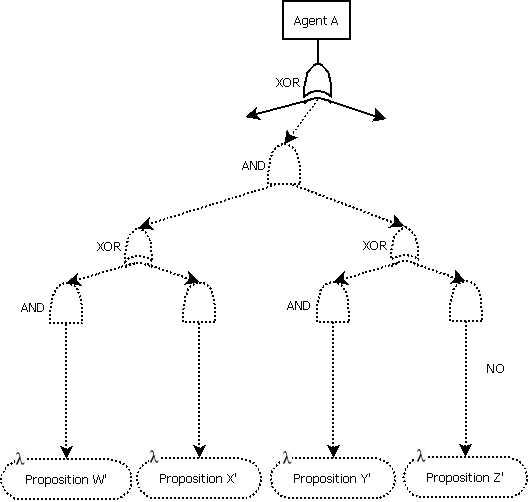 Agent A
XOR
AND
XOR
XOR
AND
AND
NO
λ
λ
λ
λ
Proposition W'
Proposition X'
Proposition Y'
Proposition Z'